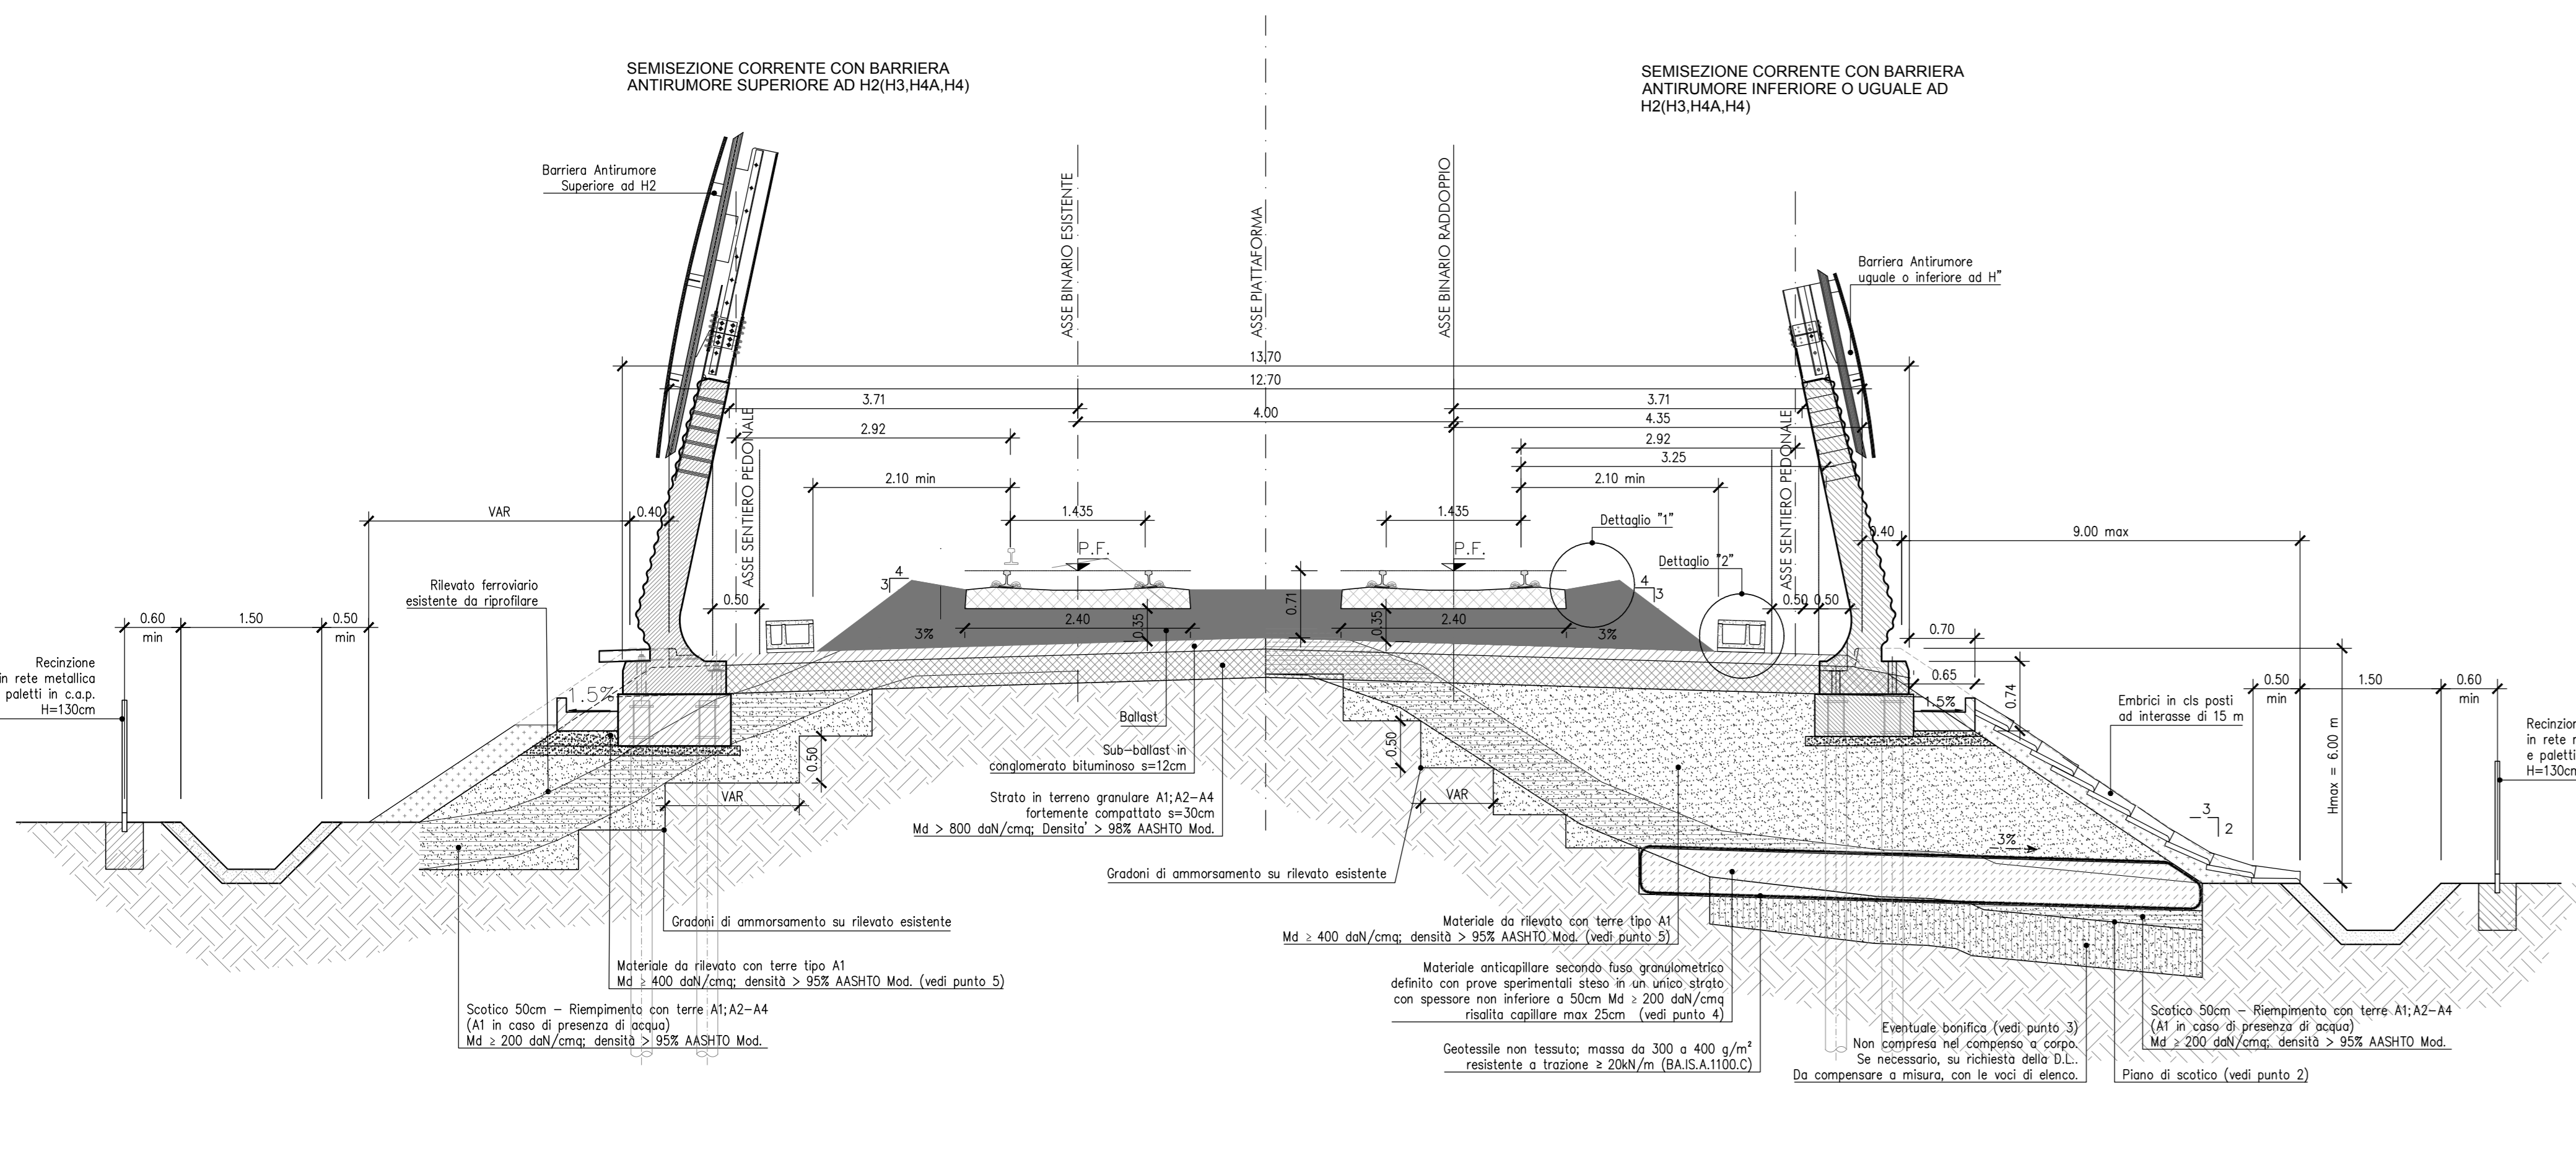 SEMISEZIONE CORRENTE CON BARRIERA
ANTIRUMORE SUPERIORE AD H2(H3,H4A,H4)
SEMISEZIONE CORRENTE CON BARRIERA
ANTIRUMORE INFERIORE O UGUALE AD
H2(H3,H4A,H4)
Barriera Antirumore
Superiore ad H2
ASSE BINARIO ESISTENTE
ASSE PIATTAFORMA
ASSE BINARIO RADDOPPIO
Barriera Antirumore
uguale o inferiore ad H"
13.70
12.70
3.71
4.00
3.71
4.35
2.92
2.92
3.25
2.10 min
2.10 min
ASSE SENTIERO PEDONALE
ASSE SENTIERO PEDONALE
VAR
0.40
1.435
1.435
Dettaglio "1"
0.40
9.00 max
P.F.
P.F.
Dettaglio "2"
Rilevato ferroviario
esistente da riprofilare
4
3
4
3
0.50
0.71
0.50
0.50
0.60
min
1.50
0.50
min
2.40
0.35
3%
2.40
0.35
3%
0.70
0.65
0.74
Recinzione
in rete metallica
paletti in c.a.p.
H=130cm
1.5%
1.5%
Ballast
Embrici in cls posti
ad interasse di 15 m
0.50
min
1.50
0.60
min
Hmax = 6.00 m
Recinzion
in rete r
e paletti
H=130cn
Sub-ballast in
conglomerato bituminoso s=12cm
0.50
0.50
VAR
VAR
Strato in terreno granulare A1;A2-A4
fortemente compattato s=30cm
Md > 800 daN/cmq; Densita' > 98% AASHTO Mod.
3
2
3%
Gradoni di ammorsamento su rilevato esistente
Gradoni di ammorsamento su rilevato esistente
Materiale da rilevato con terre tipo A1
Md ≥ 400 daN/cmq; densità > 95% AASHTO Mod. (vedi punto 5)
Materiale da rilevato con terre tipo A1
Md ≥ 400 daN/cmq; densità > 95% AASHTO Mod. (vedi punto 5)
Materiale anticapillare secondo fuso granulometrico
definito con prove sperimentali steso in un unico strato
con spessore non inferiore a 50cm Md ≥ 200 daN/cmq
risalita capillare max 25cm (vedi punto 4)
Scotico 50cm - Riempimento con terre A1;A2-A4
(A1 in caso di presenza di acqua)
Md ≥ 200 daN/cmq; densità > 95% AASHTO Mod.
Geotessile non tessuto; massa da 300 a 400 g/m²
resistente a trazione ≥ 20kN/m (BA.IS.A.1100.C)
Eventuale bonifica (vedi punto 3)
Non compresa nel compenso a corpo.
Se necessario, su richiesta della D.L..
Da compensare a misura, con le voci di elenco.
Scotico 50cm - Riempimento con terre A1;A2-A4
(A1 in caso di presenza di acqua)
Md ≥ 200 daN/cmq; densità > 95% AASHTO Mod.
Piano di scotico (vedi punto 2)